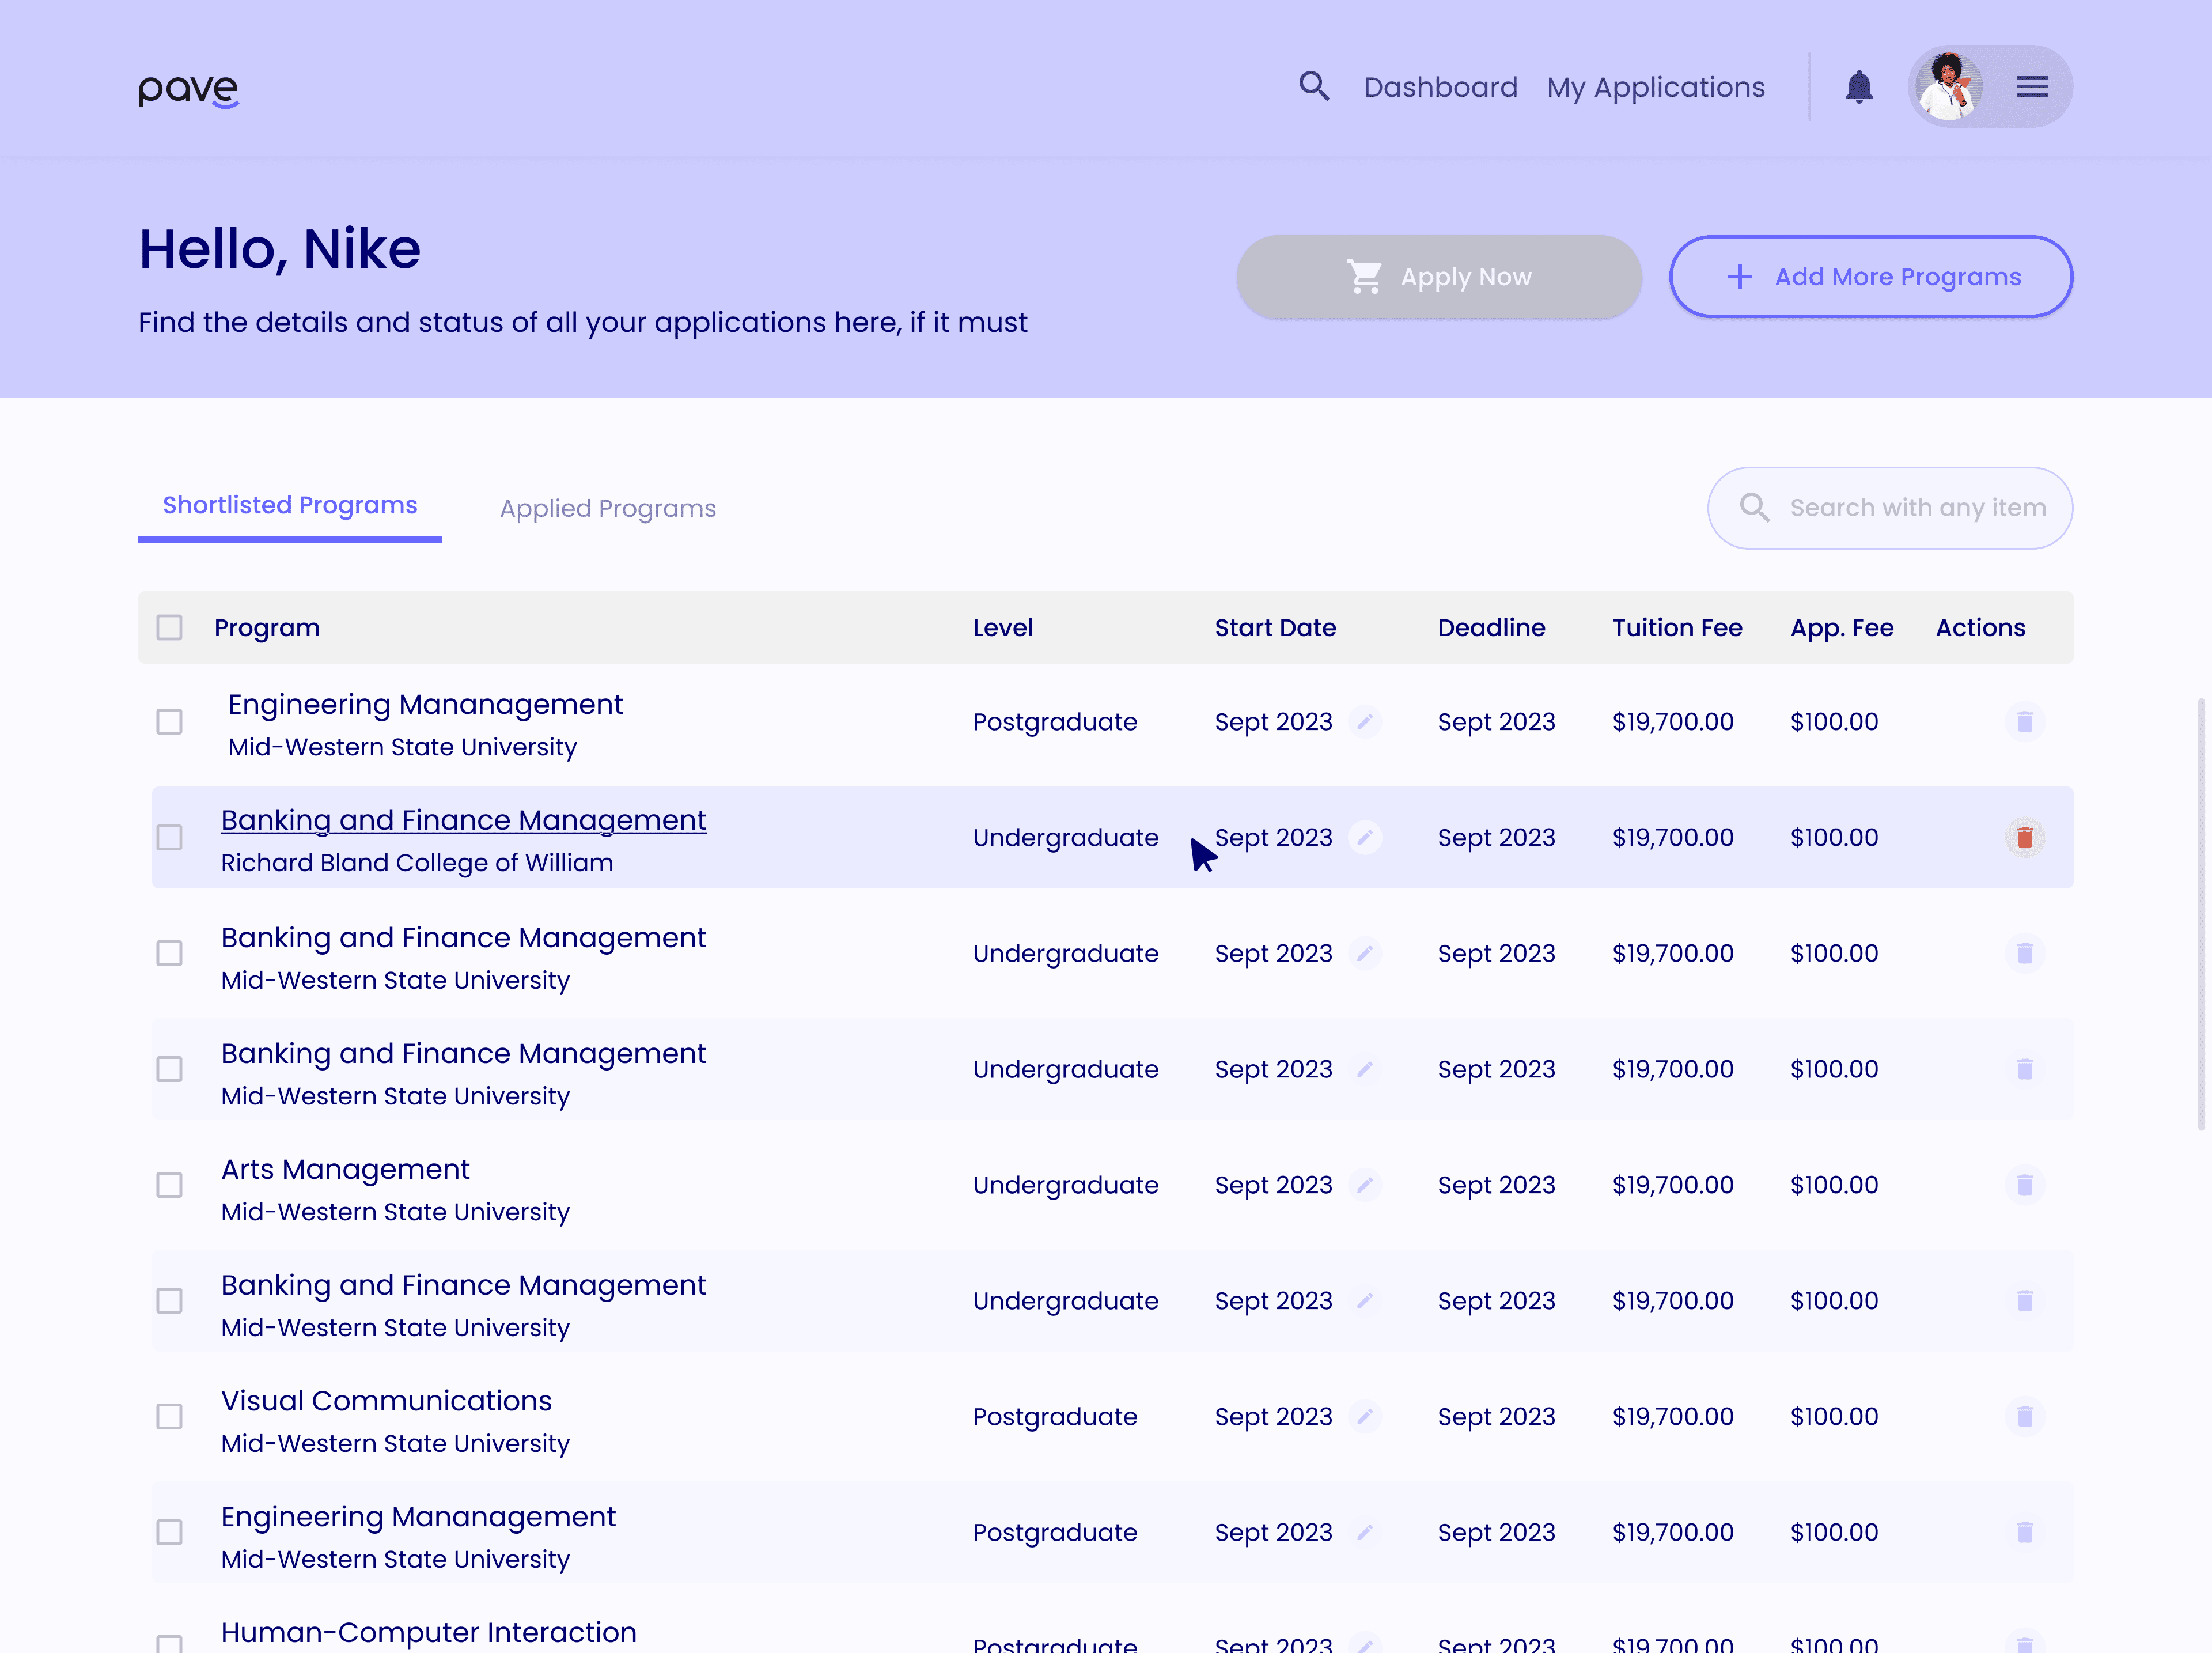 pave
Dashboard My Applications
Hello, Nike
Find the details and status of all your applications here, if it must
Apply Now
Add More Programs
Shortlisted Programs
Applied Programs
Search with any item
Program Level Start Date Deadline Tuition Fee App. Fee Actions
Engineering Mananagement
Mid-Western State University
Postgraduate Sept 2023 Sept 2023 $19,700.00 $100.00
Banking and Finance Management
Richard Bland College of William
Undergraduate Sept 2023 Sept 2023 $19,700.00 $100.00
Banking and Finance Management
Mid-Western State University
Undergraduate Sept 2023 Sept 2023 $19,700.00 $100.00
Banking and Finance Management
Mid-Western State University
Undergraduate Sept 2023 Sept 2023 $19,700.00 $100.00
Arts Management
Mid-Western State University
Undergraduate Sept 2023 Sept 2023 $19,700.00 $100.00
Banking and Finance Management
Mid-Western State University
Undergraduate Sept 2023 Sept 2023 $19,700.00 $100.00
Visual Communications
Mid-Western State University
Postgraduate Sept 2023 Sept 2023 $19,700.00 $100.00
Engineering Mananagement
Mid-Western State University
Postgraduate Sept 2023 Sept 2023 $19,700.00 $100.00
Human-Computer Interaction
Postgraduate Sept 2023 Sept 2023 $19,700.00 $100.00